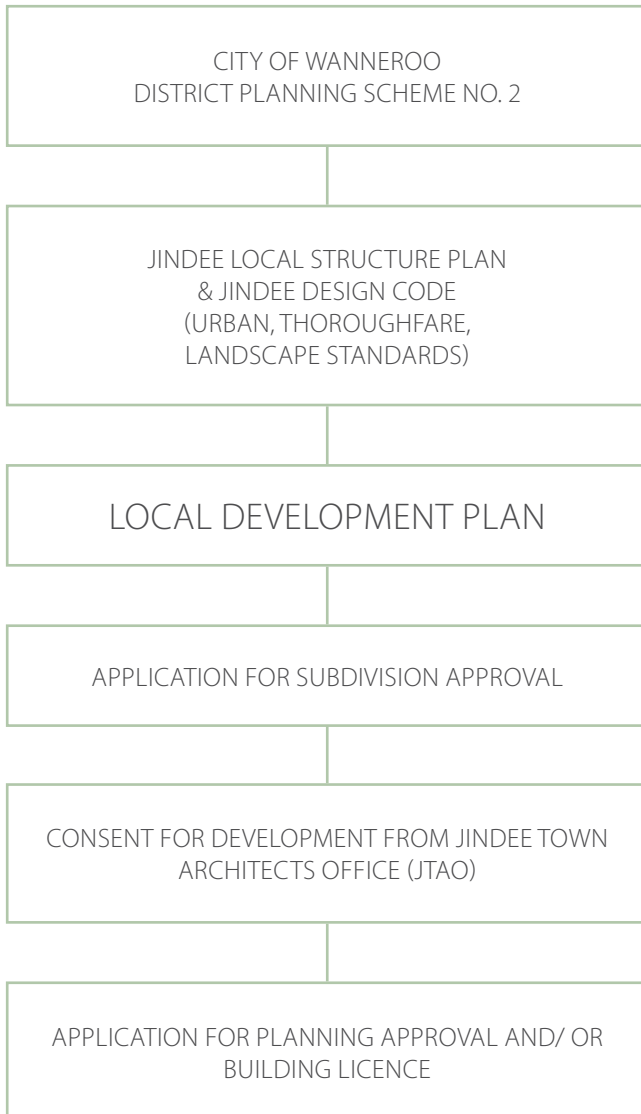 CITY OF WANNEROO
DISTRICT PLANNING SCHEME NO. 2
JINDEE LOCAL STRUCTURE PLAN
& JINDEE DESIGN CODE
(URBAN, THOROUGHFARE,
LANDSCAPE STANDARDS)
LOCAL DEVELOPMENT PLAN
APPLICATION FOR SUBDIVISION APPROVAL
CONSENT FOR DEVELOPMENT FROM JINDEE TOWN
ARCHITECTS OFFICE (JTAO)
APPLICATION FOR PLANNING APPROVAL AND/ OR
BUILDING LICENCE